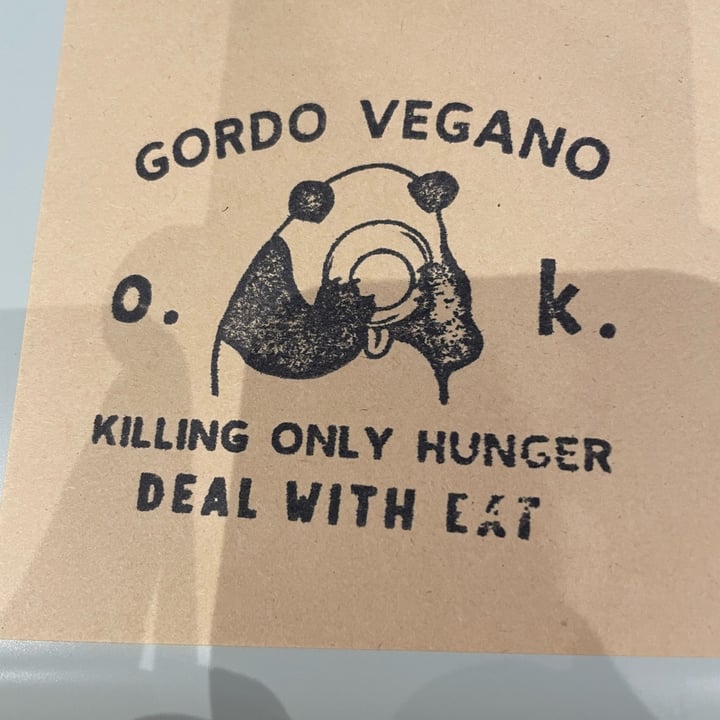 GORDO VEGANO
o. k.
KILLING ONLY HUNGER
DEAL WITH EAT